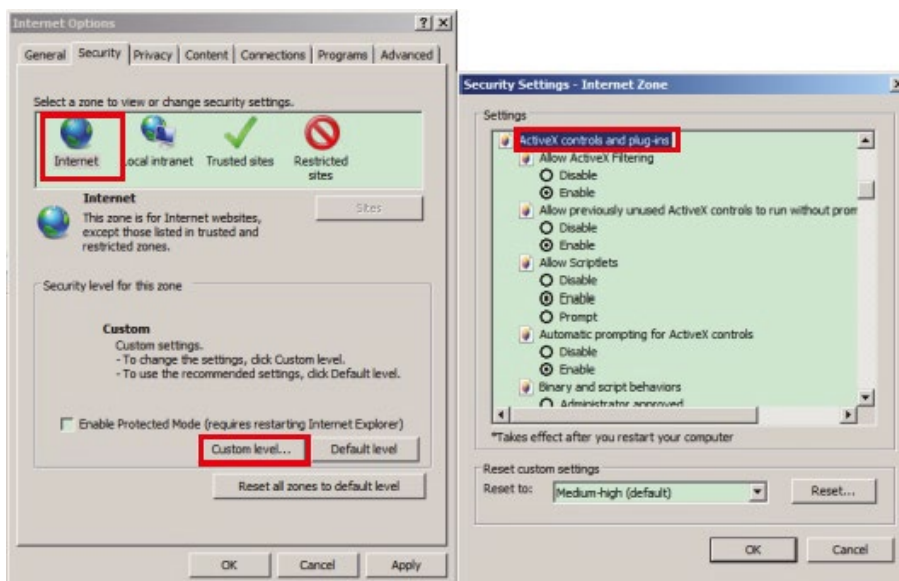 Internet Options
General Security Privacy Content Connections Programs Advanced
Select a zone to view or change security settings.
Internet
Local intranet
Trusted sites
Restricted
sites
Internet
This zone is for Internet websites,
except those listed in trusted and
restricted zones.
Sites
Security level for this zone
Custom
Custom settings.
- To change the settings, click Custom level.
- To use the recommended settings, click Default level.
Enable Protected Mode (requires restarting Internet Explorer)
Custom level...
Default level
Reset all zones to default level
OK
Cancel
Apply
Security Settings - Internet Zone
Settings
ActiveX controls and plug-ins
Allow ActiveX Filtering
Disable
Enable
Allow previously unused ActiveX controls to run without prom
Disable
Enable
Allow Scriptlets
Disable
Enable
Prompt
Automatic prompting for ActiveX controls
Disable
Enable
Binary and script behaviors
Administrator approved
*Takes effect after you restart your computer
Reset custom settings
Reset to:
Medium-high (default)
Reset...
OK
Cancel